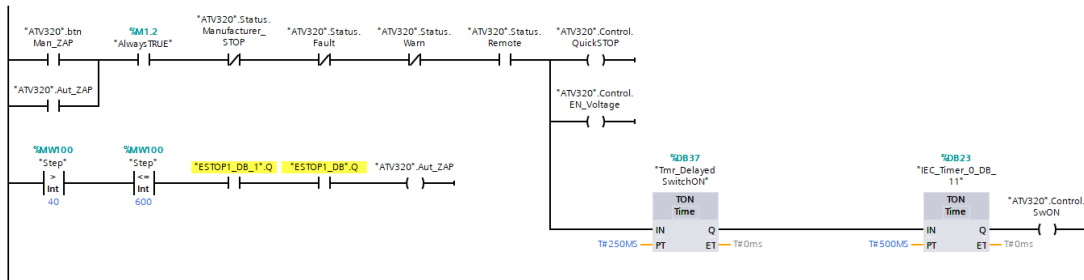 "ATV320".btn
Man_ZAP
%M1.2
"AlwaysTRUE"
"ATV320".Status.
Manufacturer_
STOP
"ATV320".Status.
Fault
"ATV320".Status.
Warn
"ATV320".Status.
Remote
"ATV320".Control.
QuickSTOP
"ATV320".Aut_ZAP
"ATV320".Control.
EN_Voltage
%MW100
"Step"
>
Int
40
%MW100
"Step"
<=
Int
600
"ESTOP1_DB_1".Q
"ESTOP1_DB".Q
"ATV320".Aut_ZAP
%DB37
"Tmr_Delayed
SwitchON"
TON
Time
IN
Q
T#250MS
PT
ET
T#0ms
%DB23
"IEC_Timer_0_DB_
11"
TON
Time
IN
Q
T#500MS
PT
ET
T#0ms
"ATV320".Control.
SwON